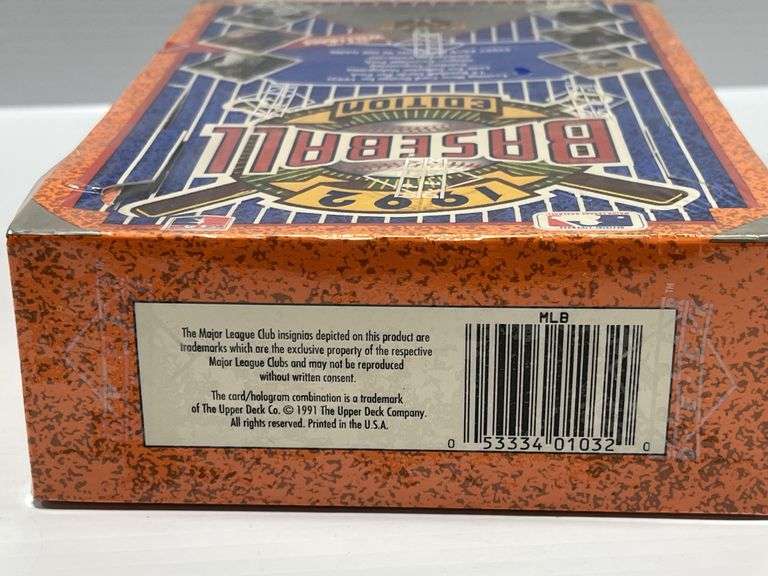 BASEBALL
EDITION
1992
The Major League Club insignias depicted on this product are
trademarks which are the exclusive property of the respective
Major League Clubs and may not be reproduced
without written consent.
The card/hologram combination is a trademark
of The Upper Deck Co. © 1991 The Upper Deck Company.
All rights reserved. Printed in the U.S.A.
MLB
0 53334 01032 0